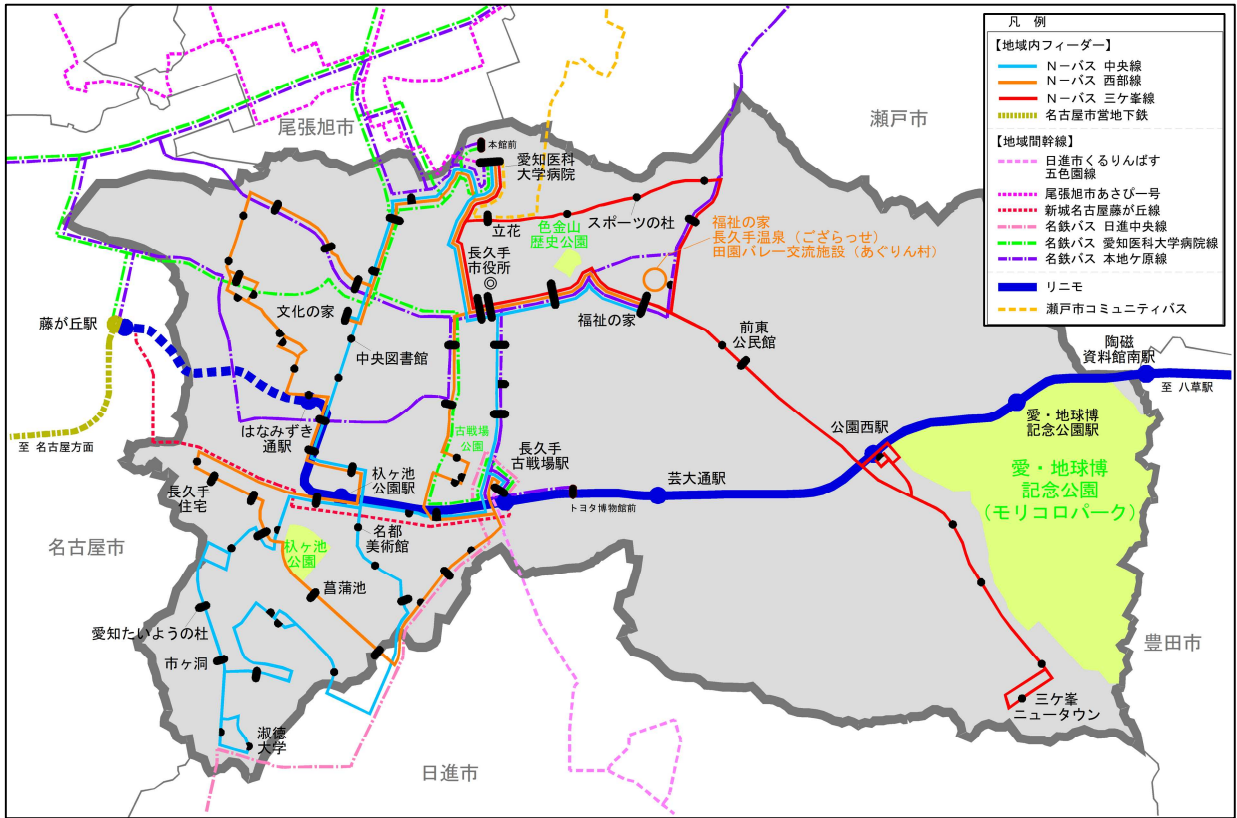 凡 例
【地域内フィーダー】
N－バス 中央線
N－バス 西部線
N－バス 三ケ峯線
名古屋市営地下鉄
【地域間幹線】
日進市くるりんばす
五色園線
尾張旭市あさぴー号
新城名古屋藤が丘線
名鉄バス 日進中央線
名鉄バス 愛知医科大学病院線
名鉄バス 本地ケ原線
リニモ
瀬戸市コミュニティバス
尾張旭市
瀬戸市
本館前
愛知医科
大学病院
立花
スポーツの杜
色金山
歴史公園
福祉の家
長久手温泉（ござらっせ）
田園バレー交流施設（あぐりん村）
長久手
市役所
文化の家
福祉の家
藤が丘駅
中央図書館
前東
公民館
陶磁
資料館南駅
至 八草駅
愛・地球博
記念公園駅
至 名古屋方面
はなみずき
通駅
古戦場
公園
公園西駅
長久手
古戦場駅
杁ヶ池
公園駅
芸大通駅
愛・地球博
記念公園
（モリコロパーク）
長久手
住宅
トヨタ博物館前
名都
美術館
名古屋市
杁ヶ池
公園
菖蒲池
愛知たいようの杜
豊田市
市ヶ洞
三ケ峯
ニュータウン
淑徳
大学
日進市